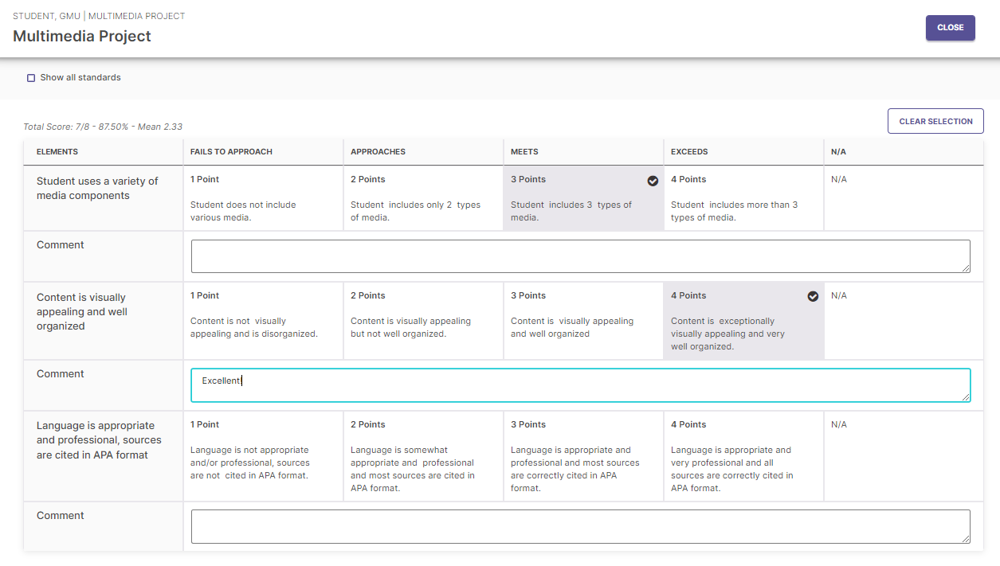 STUDENT, GMU | MULTIMEDIA PROJECT
Multimedia Project
CLOSE
Show all standards
Total Score: 7/8 - 87.50% - Mean 2.33
CLEAR SELECTION
ELEMENTS
FAILS TO APPROACH
APPROACHES
MEETS
EXCEEDS
N/A
Student uses a variety of
media components
1 Point
Student does not include
various media.
2 Points
Student includes only 2 types
of media.
3 Points
Student includes 3 types of
media.
4 Points
Student includes more than 3
types of media.
N/A
Comment
Content is visually
appealing and well
organized
1 Point
Content is not visually
appealing and is disorganized.
2 Points
Content is visually appealing
but not well organized.
3 Points
Content is visually appealing
and well organized
4 Points
Content is exceptionally
visually appealing and very
well organized.
N/A
Comment
Excellent!
Language is appropriate
and professional, sources
are cited in APA format
1 Point
Language is not appropriate
and/or professional, sources
are not cited in APA format.
2 Points
Language is somewhat
appropriate and professional
and most sources are cited in
APA format.
3 Points
Language is appropriate and
professional and most sources
are correctly cited in APA
format.
4 Points
Language is appropriate and
very professional and all
sources are correctly cited in
APA format.
N/A
Comment